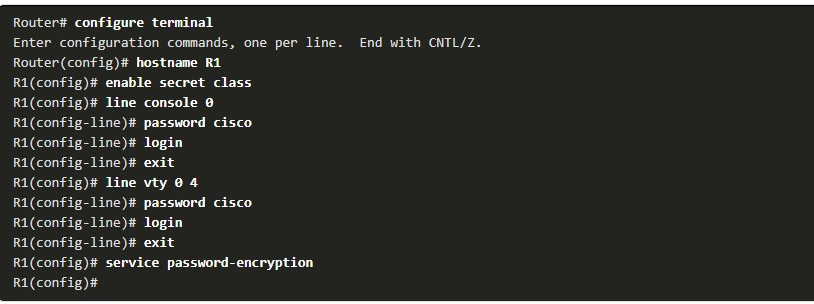 Router# configure terminal
Enter configuration commands, one per line.  End with CNTL/Z.
Router(config)# hostname R1
R1(config)# enable secret class
R1(config)# line console 0
R1(config-line)# password cisco
R1(config-line)# login
R1(config-line)# exit
R1(config)# line vty 0 4
R1(config-line)# password cisco
R1(config-line)# login
R1(config-line)# exit
R1(config)# service password-encryption
R1(config)#